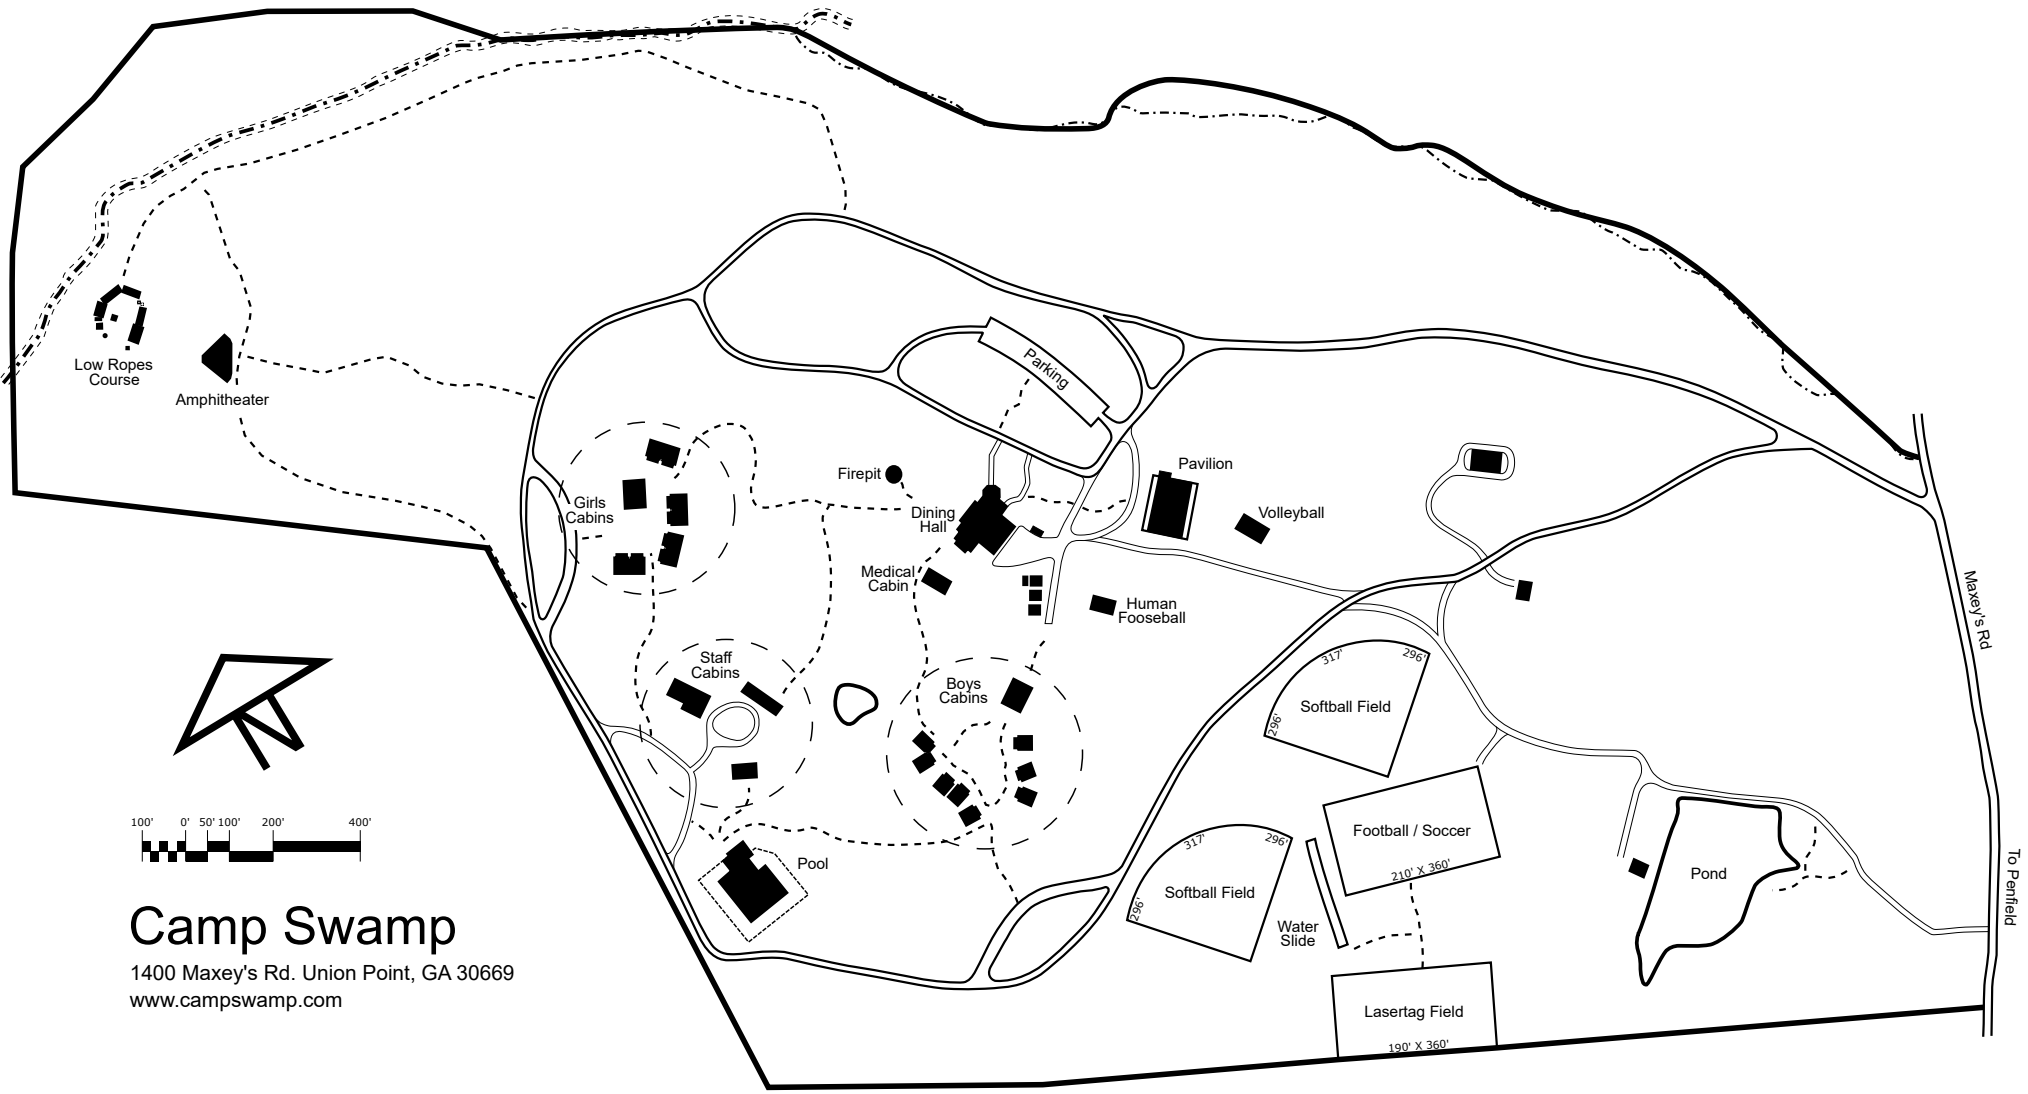 Parking
Low Ropes
Course
Amphitheater
Firepit
Pavilion
Girls
Cabins
Dining
Hall
Volleyball
Medical
Cabin
Human
Fooseball
Maxey's Rd
Staff
Cabins
Boys
Cabins
317'
296'
296'
Softball Field
100'
0'
50'
100'
200'
400'
317'
296'
296'
Softball Field
Football / Soccer
210' X 360'
Pool
Pond
To Penfield
Water
Slide
Camp Swamp
1400 Maxey's Rd. Union Point, GA 30669
www.campswamp.com
Lasertag Field
190' X 360'